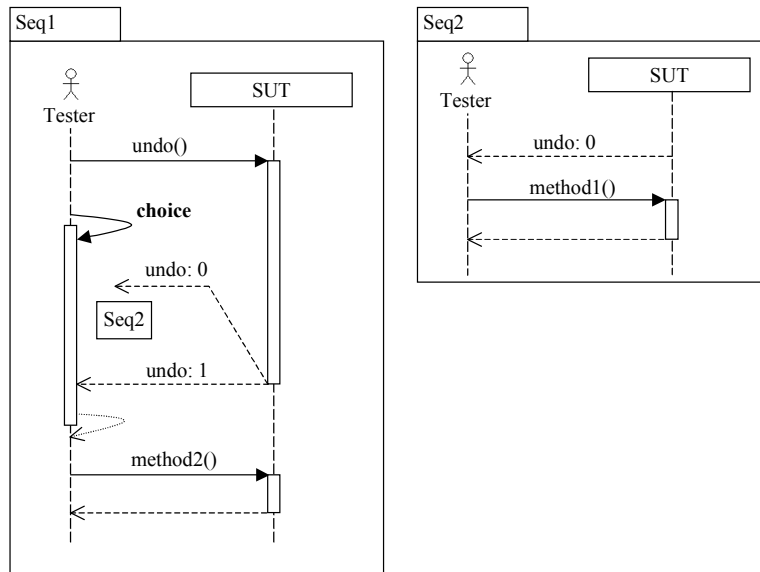 Seq1
Tester
SUT
undo()
choice
undo: 0
Seq2
undo: 1
method2()
Seq2
Tester
SUT
undo: 0
method1()